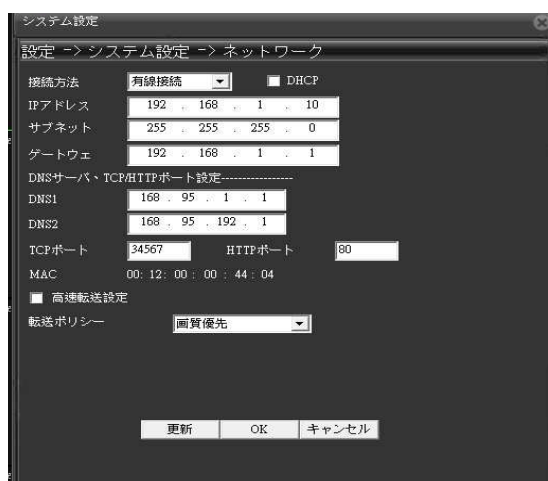 システム設定
設定 -> システム設定 -> ネットワーク
接続方法 有線接続 DHCP
IPアドレス 192 . 168 . 1 . 10
サブネット 255 . 255 . 255 . 0
ゲートウェ 192 . 168 . 1 . 1
DNSサーバ、TCP/HTTPポート設定----------------
DNS1 168 . 95 . 1 . 1
DNS2 168 . 95 . 192 . 1
TCPポート 34567 HTTPポート 80
MAC 00: 12: 00 : 00 : 44 : 04
高速転送設定
転送ポリシー 画質優先
更新 OK キャンセル